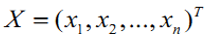 X = (x₁, x₂, ..., xₙ)ᵀ